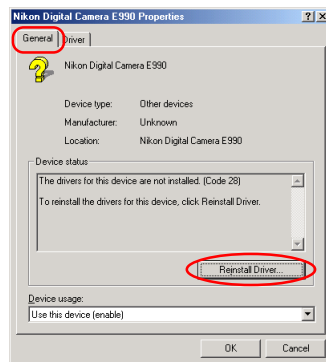 Nikon Digital Camera E990 Properties
General Driver
Nikon Digital Camera E990
Device type: Other devices
Manufacturer: Unknown
Location: Nikon Digital Camera E990
Device status
The drivers for this device are not installed. (Code 28)
To reinstall the drivers for this device, click Reinstall Driver.
Reinstall Driver...
Device usage:
Use this device (enable)
OK Cancel